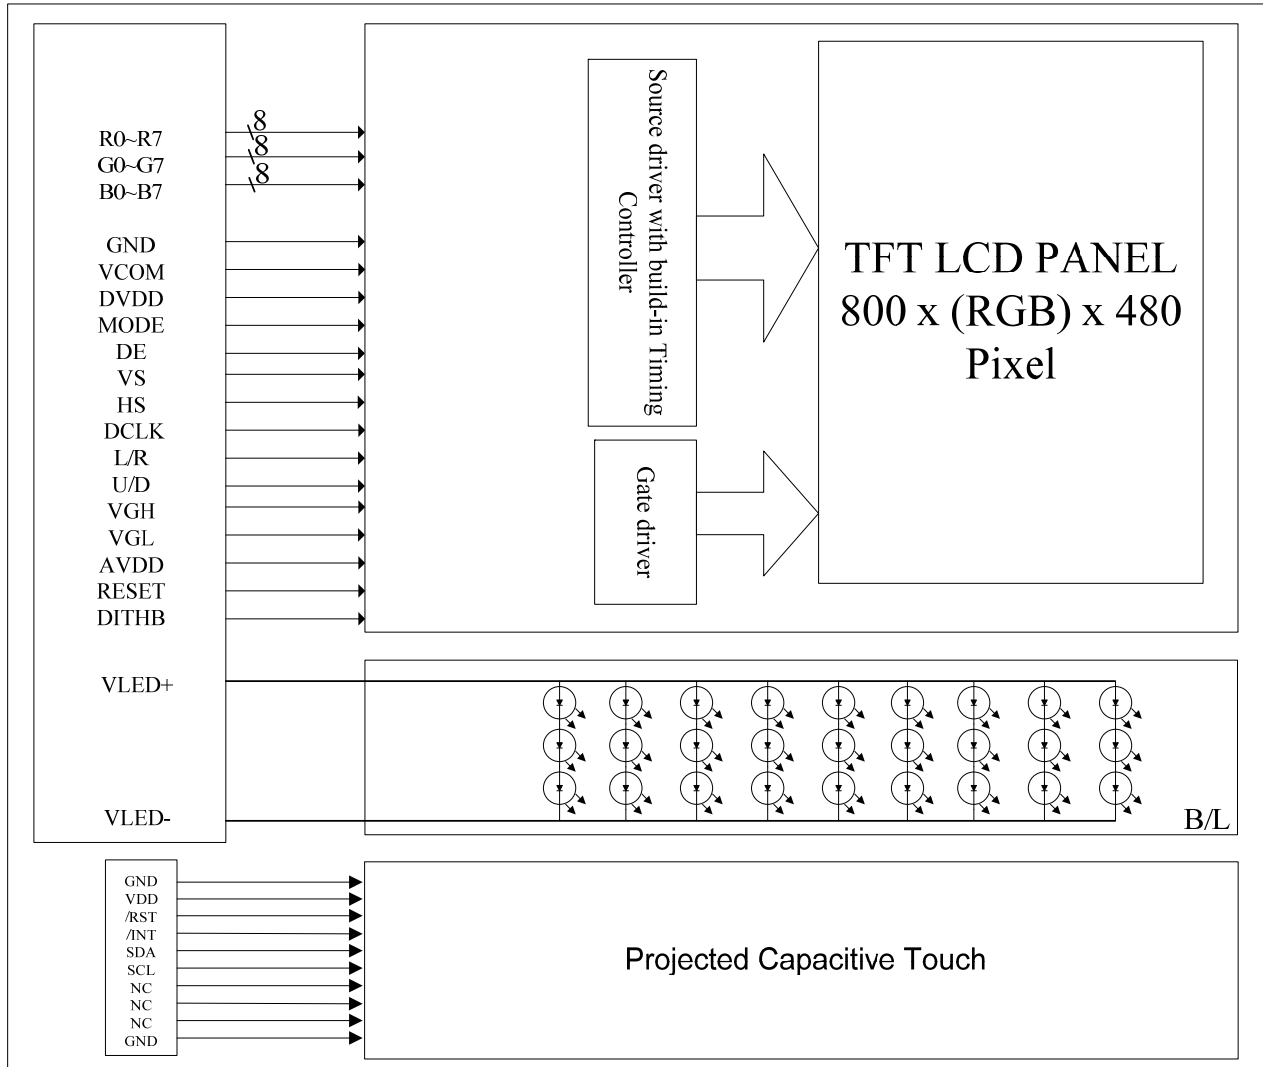 R0~R7
8
G0~G7
8
B0~B7
8
GND
VCOM
DVDD
MODE
DE
VS
HS
DCLK
L/R
U/D
VGH
VGL
AVDD
RESET
DITHB
VLED+
VLED-
Source driver with build-in Timing
Controller
Gate driver
TFT LCD PANEL
800 x (RGB) x 480
Pixel
B/L
GND
VDD
/RST
/INT
SDA
SCL
NC
NC
NC
GND
Projected Capacitive Touch